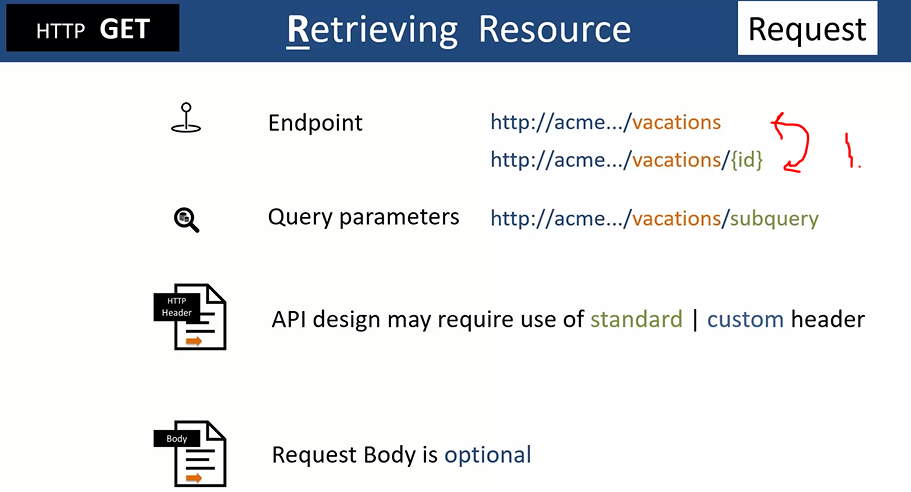 HTTP GET
Retrieving Resource
Request
Endpoint
http://acme.../vacations
http://acme.../vacations/{id}
1.
Query parameters
http://acme.../vacations/subquery
HTTP
Header
API design may require use of standard | custom header
Body
Request Body is optional